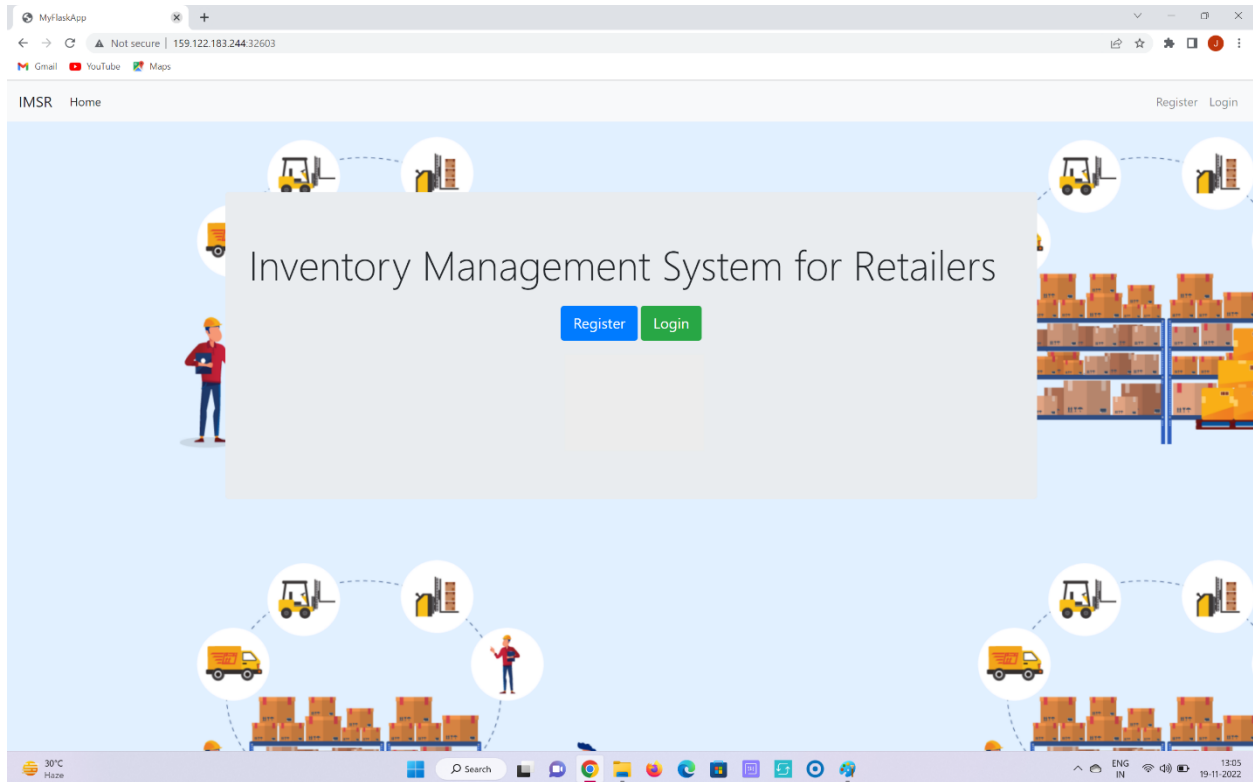 MyFlaskApp
Not secure | 159.122.183.244:32603
J
Gmail YouTube Maps
IMSR Home Register Login
Inventory Management System for Retailers
Register Login
30°C
Haze
Search
ENG
IN
13:05
19-11-2022